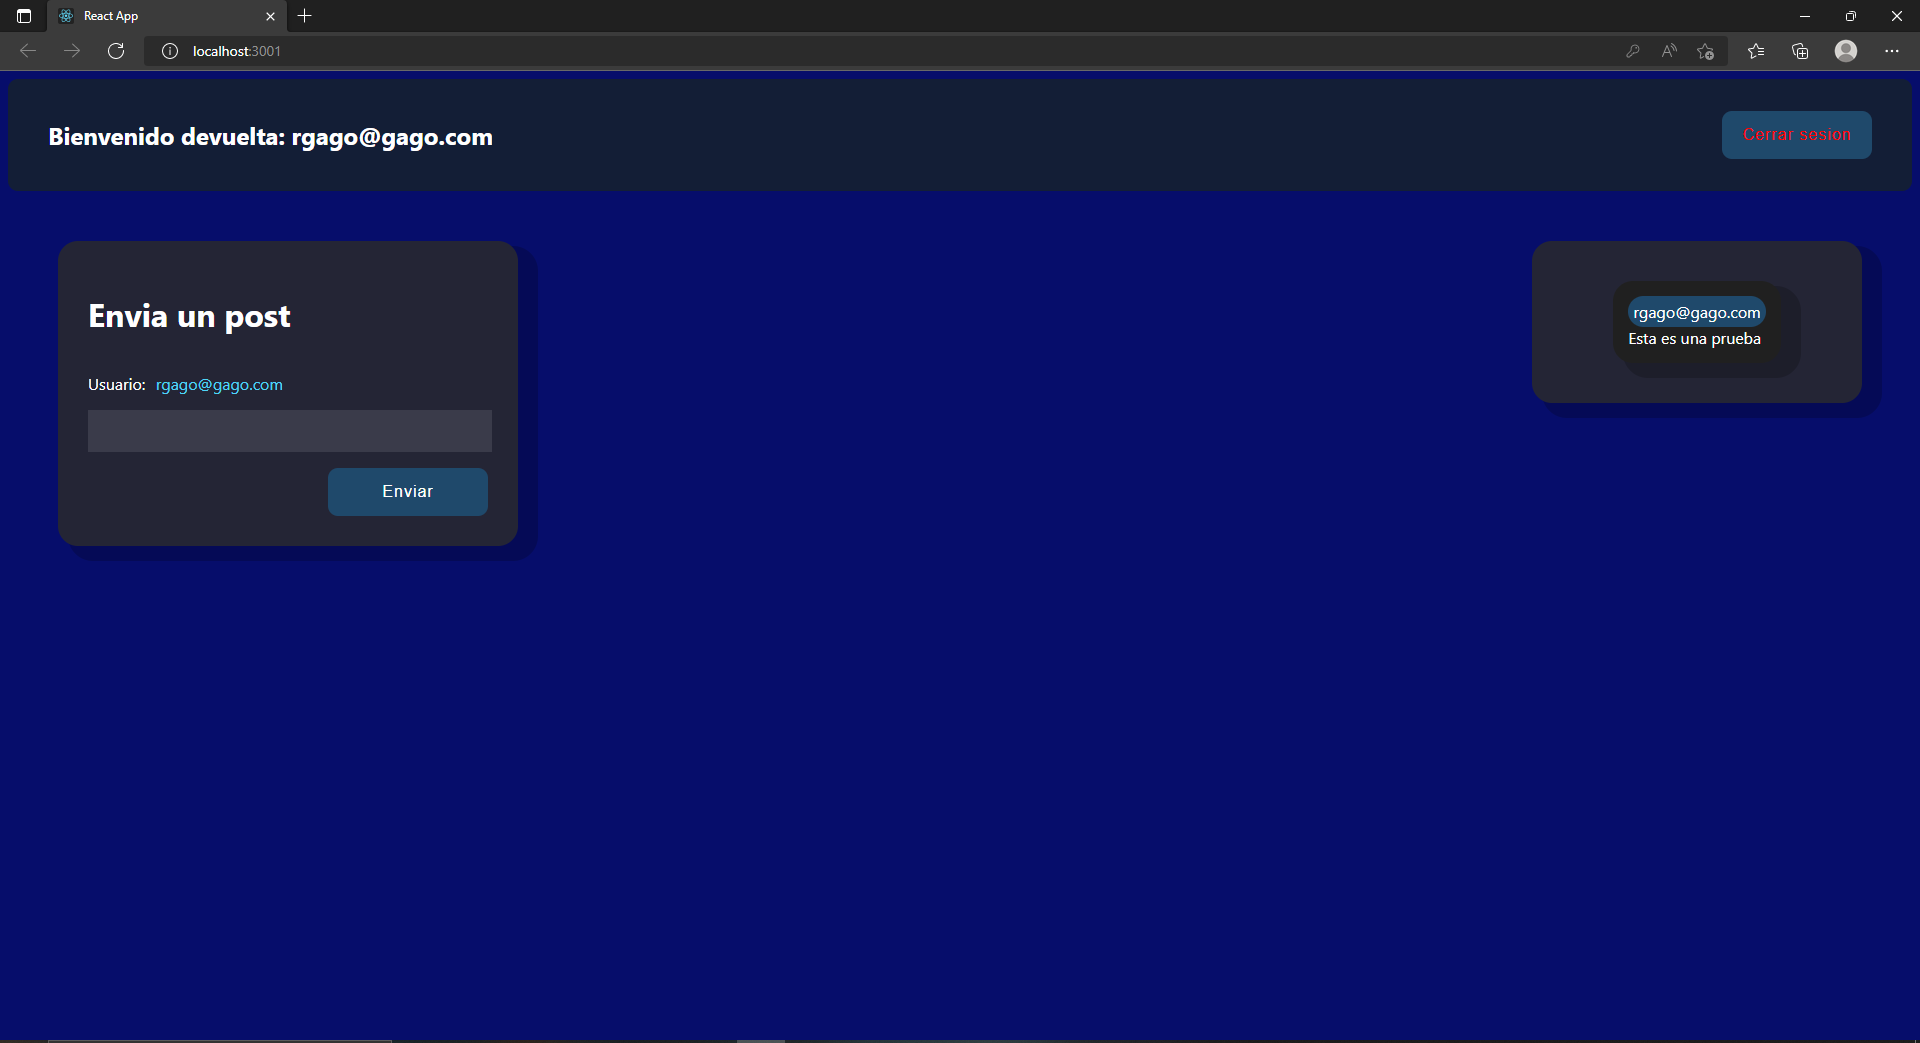 React App
localhost:3001
Bienvenido devuelta: rgago@gago.com
Cerrar sesion
Envia un post
Usuario: rgago@gago.com
Enviar
rgago@gago.com
Esta es una prueba